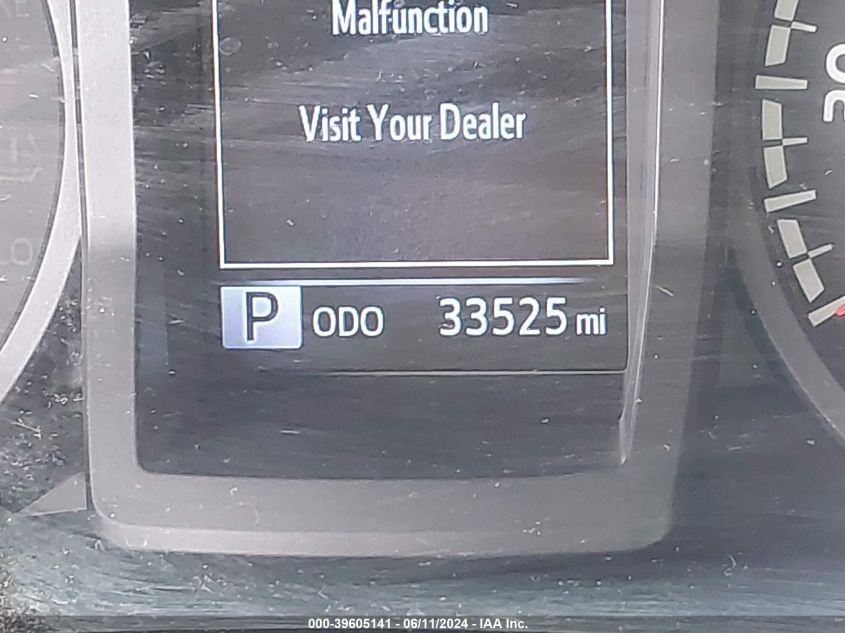 Malfunction
Visit Your Dealer
P ODO 33525 mi
000-39605141 - 06/11/2024 - IAA Inc.